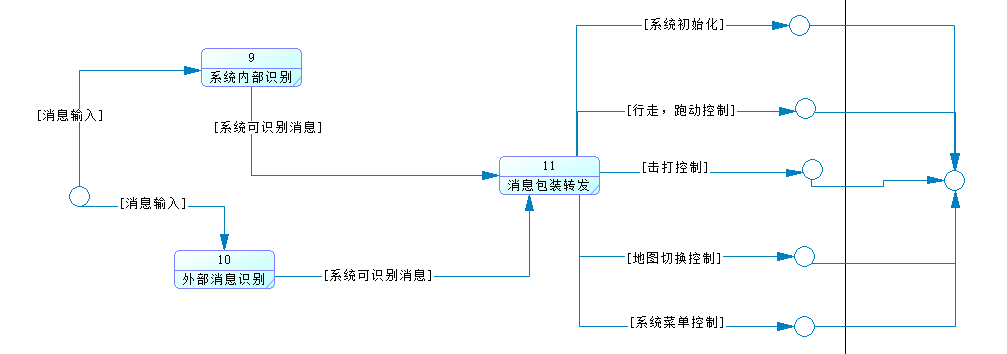 [系统初始化]
9
系统内部识别
[消息输入]
[行走，跑动控制]
[系统可识别消息]
11
消息包装转发
[击打控制]
[消息输入]
10
外部消息识别
[系统可识别消息]
[地图切换控制]
[系统菜单控制]